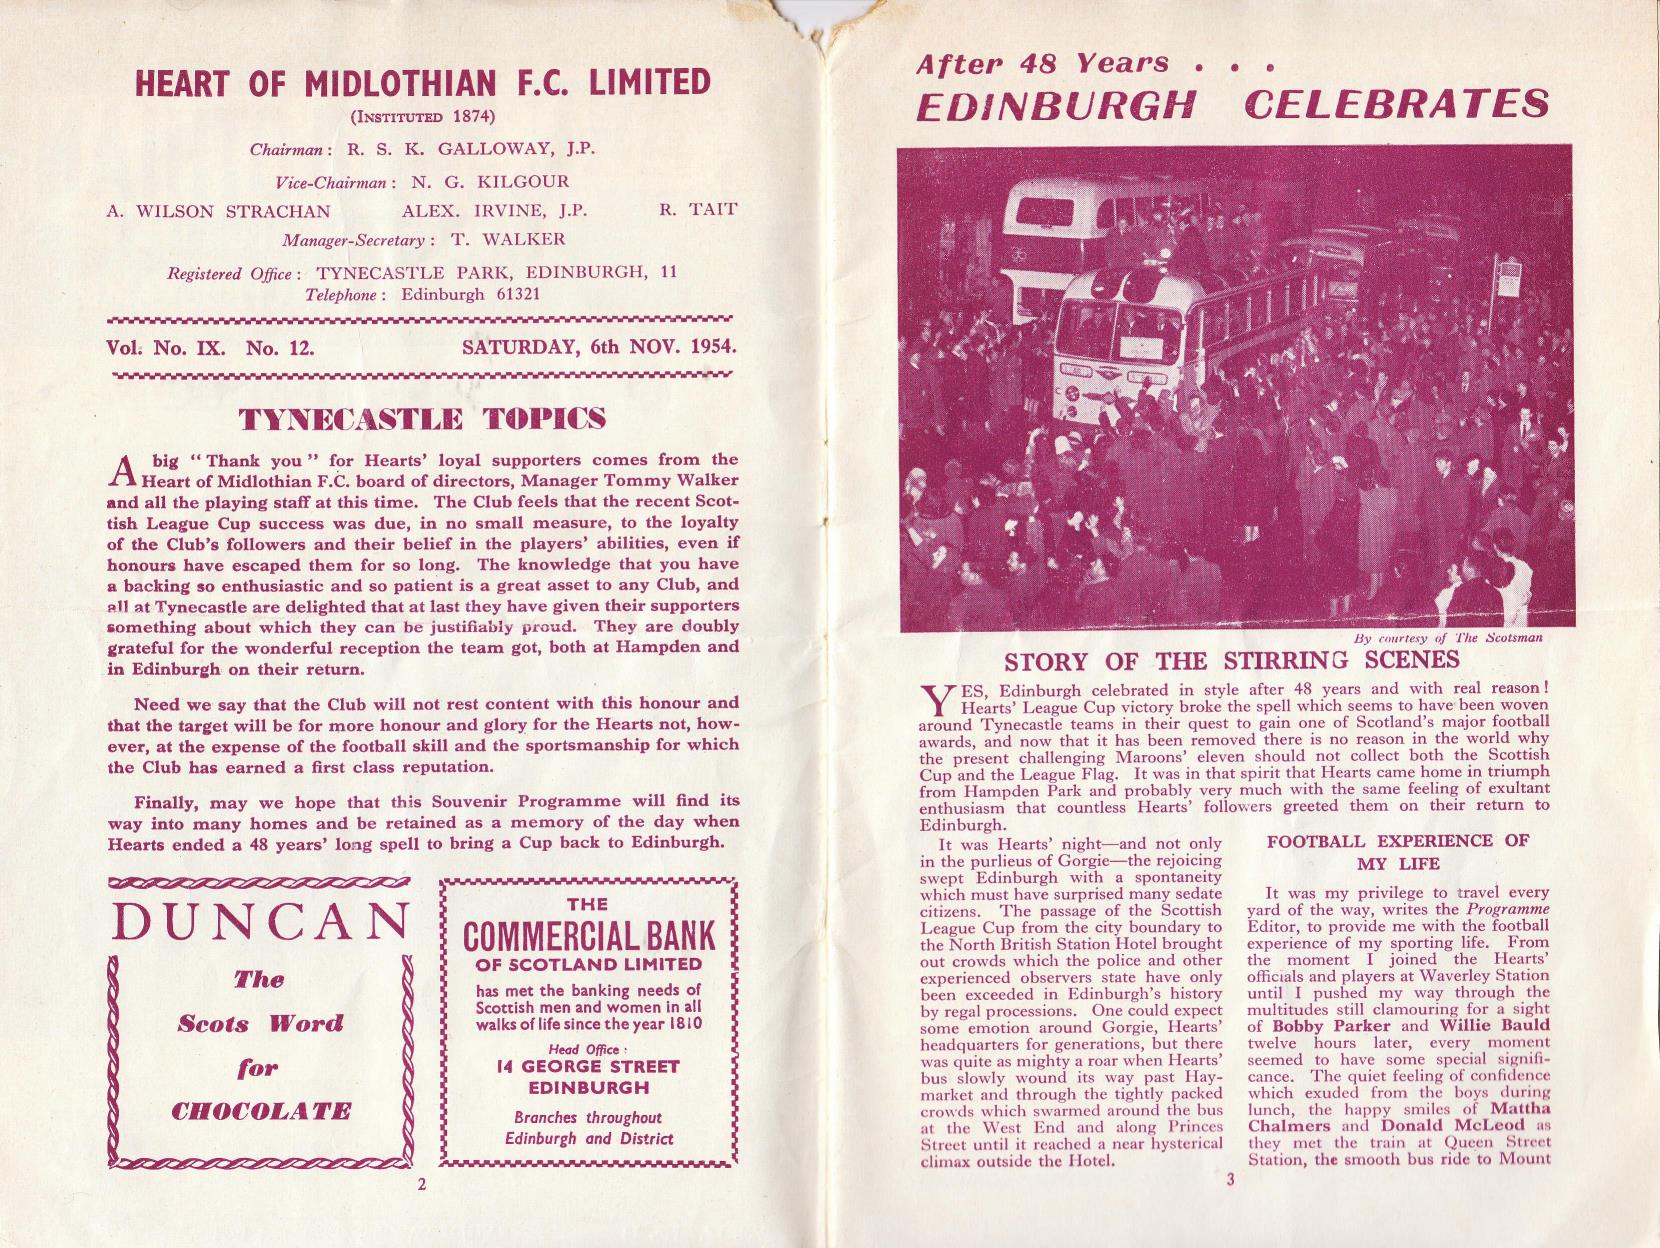 HEART OF MIDLOTHIAN F.C. LIMITED
(INSTITUTED 1874)
Chairman : R. S. K. GALLOWAY, J.P.
Vice-Chairman : N. G. KILGOUR
A. WILSON STRACHAN ALEX. IRVINE, J.P. R. TAIT
Manager-Secretary : T. WALKER
Registered Office : TYNECASTLE PARK, EDINBURGH, 11
Telephone : Edinburgh 61321
Vol. No. IX. No. 12. SATURDAY, 6th NOV. 1954.
TYNECASTLE TOPICS
A big “ Thank you ” for Hearts’ loyal supporters comes from the
Heart of Midlothian F.C. board of directors, Manager Tommy Walker
and all the playing staff at this time. The Club feels that the recent Scot-
tish League Cup success was due, in no small measure, to the loyalty
of the Club’s followers and their belief in the players’ abilities, even if
honours have escaped them for so long. The knowledge that you have
a backing so enthusiastic and so patient is a great asset to any Club, and
all at Tynecastle are delighted that at last they have given their supporters
something about which they can be justifiably proud. They are doubly
grateful for the wonderful reception the team got, both at Hampden and
in Edinburgh on their return.
Need we say that the Club will not rest content with this honour and
that the target will be for more honour and glory for the Hearts not, how-
ever, at the expense of the football skill and the sportsmanship for which
the Club has earned a first class reputation.
Finally, may we hope that this Souvenir Programme will find its
way into many homes and be retained as a memory of the day when
Hearts ended a 48 years’ long spell to bring a Cup back to Edinburgh.
DUNCAN
The
Scots Word
for
CHOCOLATE
THE
COMMERCIAL BANK
OF SCOTLAND LIMITED
has met the banking needs of
Scottish men and women in all
walks of life since the year 1810
Head Office :
14 GEORGE STREET
EDINBURGH
Branches throughout
Edinburgh and District
2
After 48 Years . . .
EDINBURGH CELEBRATES
By courtesy of The Scotsman
STORY OF THE STIRRING SCENES
YES, Edinburgh celebrated in style after 48 years and with real reason !
Hearts’ League Cup victory broke the spell which seems to have been woven
around Tynecastle teams in their quest to gain one of Scotland’s major football
awards, and now that it has been removed there is no reason in the world why
the present challenging Maroons’ eleven should not collect both the Scottish
Cup and the League Flag. It was in that spirit that Hearts came home in triumph
from Hampden Park and probably very much with the same feeling of exultant
enthusiasm that countless Hearts’ followers greeted them on their return to
Edinburgh.
It was Hearts’ night—and not only
in the purlieus of Gorgie—the rejoicing
swept Edinburgh with a spontaneity
which must have surprised many sedate
citizens. The passage of the Scottish
League Cup from the city boundary to
the North British Station Hotel brought
out crowds which the police and other
experienced observers state have only
been exceeded in Edinburgh’s history
by regal processions. One could expect
some emotion around Gorgie, Hearts’
headquarters for generations, but there
was quite as mighty a roar when Hearts’
bus slowly wound its way past Hay-
market and through the tightly packed
crowds which swarmed around the bus
at the West End and along Princes
Street until it reached a near hysterical
climax outside the Hotel.
FOOTBALL EXPERIENCE OF
MY LIFE
It was my privilege to travel every
yard of the way, writes the Programme
Editor, to provide me with the football
experience of my sporting life. From
the moment I joined the Hearts’
officials and players at Waverley Station
until I pushed my way through the
multitudes still clamouring for a sight
of Bobby Parker and Willie Bauld
twelve hours later, every moment
seemed to have some special signifi-
cance. The quiet feeling of confidence
which exuded from the boys during
lunch, the happy smiles of Mattha
Chalmers and Donald McLeod as
they met the train at Queen Street
Station, the smooth bus ride to Mount
3